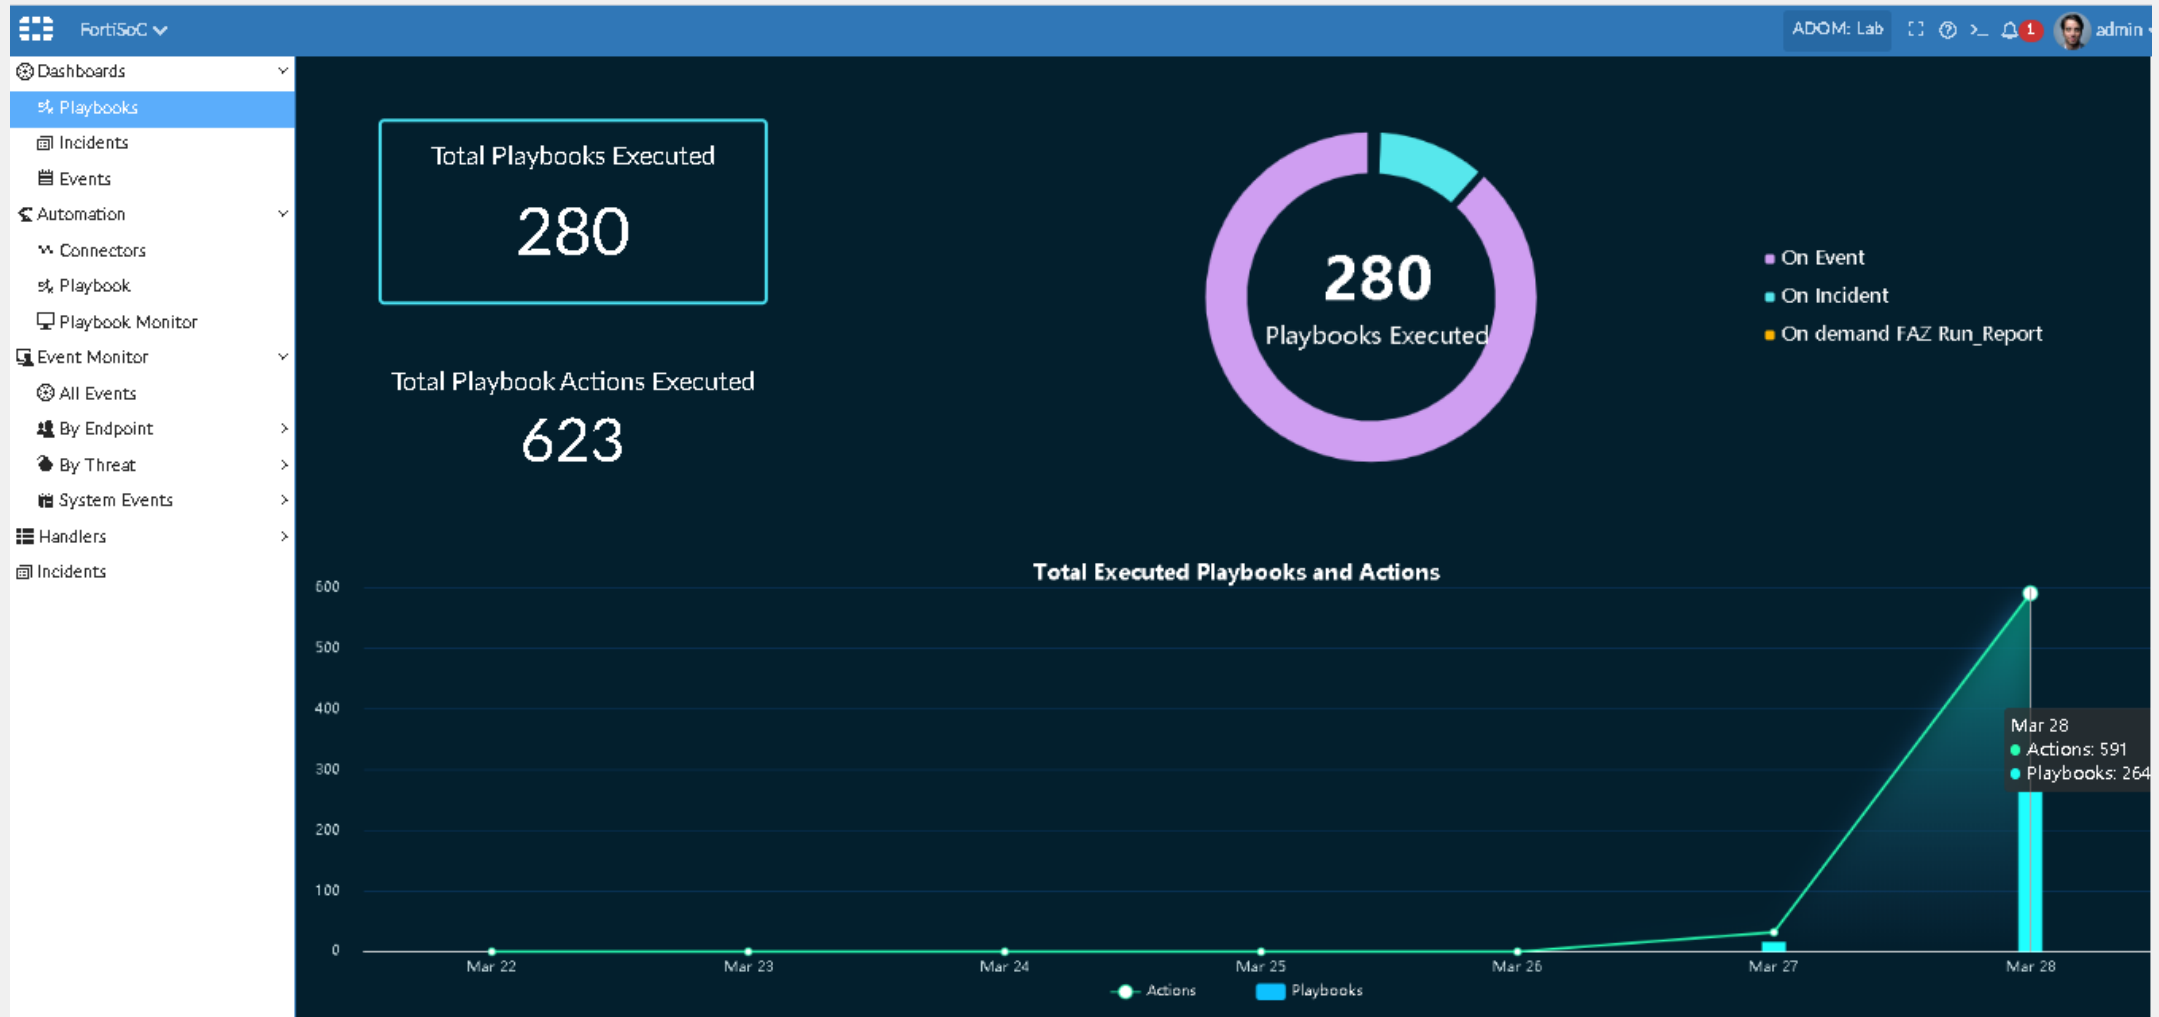 FortiSoC
ADOM: Lab
1
admin
Dashboards
Playbooks
Incidents
Events
Automation
Connectors
Playbook
Playbook Monitor
Event Monitor
All Events
By Endpoint
By Threat
System Events
Handlers
Incidents
Total Playbooks Executed
280
Total Playbook Actions Executed
623
280
Playbooks Executed
On Event
On Incident
On demand FAZ Run_Report
Total Executed Playbooks and Actions
600
500
400
300
200
100
0
Mar 28
Actions: 591
Playbooks: 264
Mar 22 Mar 23 Mar 24 Mar 25 Mar 26 Mar 27 Mar 28
Actions Playbooks